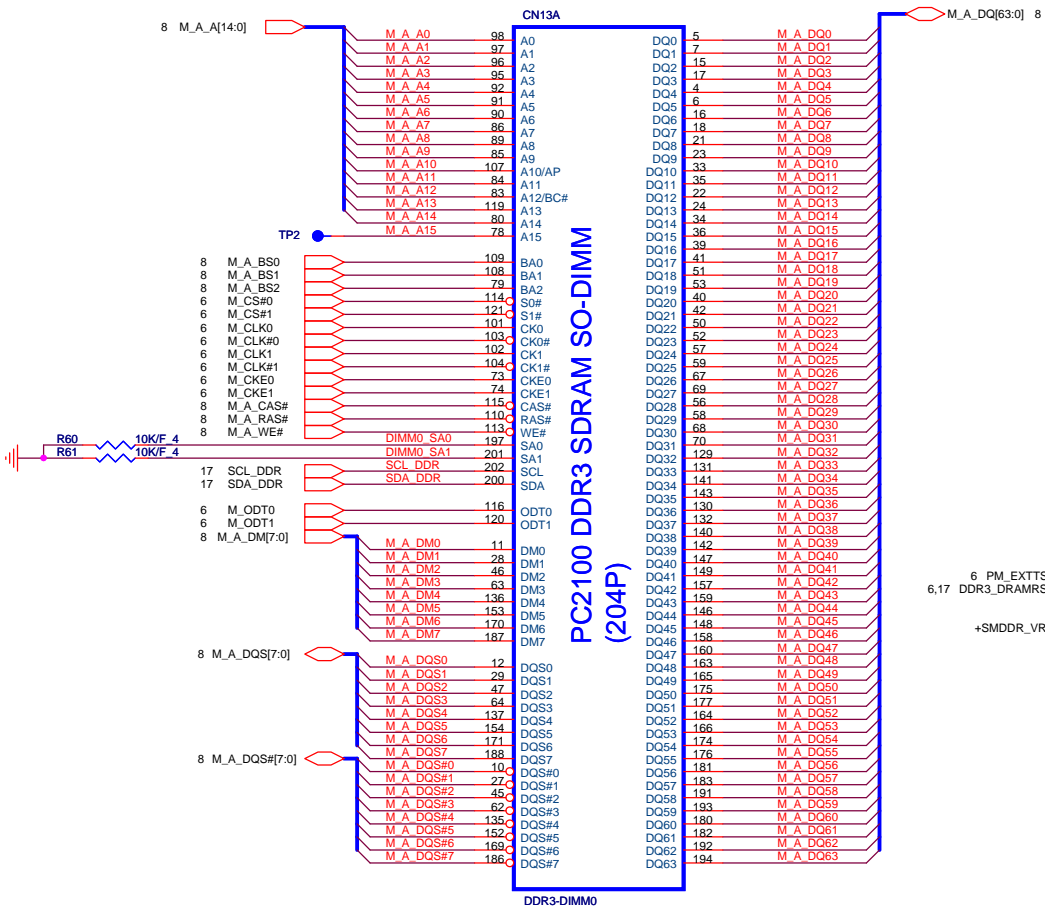 CN13A
8 M_A_A[14:0]
M_A_A0 98 A0
M_A_A1 97 A1
M_A_A2 96 A2
M_A_A3 95 A3
M_A_A4 92 A4
M_A_A5 91 A5
M_A_A6 90 A6
M_A_A7 86 A7
M_A_A8 89 A8
M_A_A9 85 A9
M_A_A10 107 A10/AP
M_A_A11 84 A11
M_A_A12 83 A12/BC#
M_A_A13 119 A13
M_A_A14 80 A14
TP2 M_A_A15 78 A15
8 M_A_BS0 109 BA0
8 M_A_BS1 108 BA1
8 M_A_BS2 79 BA2
6 M_CS#0 114 S0#
6 M_CS#1 121 S1#
6 M_CLK0 101 CK0
6 M_CLK#0 103 CK0#
6 M_CLK1 102 CK1
6 M_CLK#1 104 CK1#
6 M_CKE0 73 CKE0
6 M_CKE1 74 CKE1
8 M_A_CAS# 115 CAS#
8 M_A_RAS# 110 RAS#
8 M_A_WE# 113 WE#
R60 10K/F_4 DIMM0_SA0 197 SA0
R61 10K/F_4 DIMM0_SA1 201 SA1
17 SCL_DDR SCL_DDR 202 SCL
17 SDA_DDR SDA_DDR 200 SDA
6 M_ODT0 116 ODT0
6 M_ODT1 120 ODT1
8 M_A_DM[7:0]
M_A_DM0 11 DM0
M_A_DM1 28 DM1
M_A_DM2 46 DM2
M_A_DM3 63 DM3
M_A_DM4 136 DM4
M_A_DM5 153 DM5
M_A_DM6 170 DM6
M_A_DM7 187 DM7
8 M_A_DQS[7:0]
M_A_DQS0 12 DQS0
M_A_DQS1 29 DQS1
M_A_DQS2 47 DQS2
M_A_DQS3 64 DQS3
M_A_DQS4 137 DQS4
M_A_DQS5 154 DQS5
M_A_DQS6 171 DQS6
M_A_DQS7 188 DQS7
8 M_A_DQS#[7:0]
M_A_DQS#0 10 DQS#0
M_A_DQS#1 27 DQS#1
M_A_DQS#2 45 DQS#2
M_A_DQS#3 62 DQS#3
M_A_DQS#4 135 DQS#4
M_A_DQS#5 152 DQS#5
M_A_DQS#6 169 DQS#6
M_A_DQS#7 186 DQS#7
PC2100 DDR3 SDRAM SO-DIMM
(204P)
M_A_DQ[63:0] 8
DQ0 5 M_A_DQ0
DQ1 7 M_A_DQ1
DQ2 15 M_A_DQ2
DQ3 17 M_A_DQ3
DQ4 4 M_A_DQ4
DQ5 6 M_A_DQ5
DQ6 16 M_A_DQ6
DQ7 18 M_A_DQ7
DQ8 21 M_A_DQ8
DQ9 23 M_A_DQ9
DQ10 33 M_A_DQ10
DQ11 35 M_A_DQ11
DQ12 22 M_A_DQ12
DQ13 24 M_A_DQ13
DQ14 34 M_A_DQ14
DQ15 36 M_A_DQ15
DQ16 39 M_A_DQ16
DQ17 41 M_A_DQ17
DQ18 51 M_A_DQ18
DQ19 53 M_A_DQ19
DQ20 40 M_A_DQ20
DQ21 42 M_A_DQ21
DQ22 50 M_A_DQ22
DQ23 52 M_A_DQ23
DQ24 57 M_A_DQ24
DQ25 59 M_A_DQ25
DQ26 67 M_A_DQ26
DQ27 69 M_A_DQ27
DQ28 56 M_A_DQ28
DQ29 58 M_A_DQ29
DQ30 68 M_A_DQ30
DQ31 70 M_A_DQ31
DQ32 129 M_A_DQ32
DQ33 131 M_A_DQ33
DQ34 141 M_A_DQ34
DQ35 143 M_A_DQ35
DQ36 130 M_A_DQ36
DQ37 132 M_A_DQ37
DQ38 140 M_A_DQ38
DQ39 142 M_A_DQ39
DQ40 147 M_A_DQ40
DQ41 149 M_A_DQ41
DQ42 157 M_A_DQ42
DQ43 159 M_A_DQ43
DQ44 146 M_A_DQ44
DQ45 148 M_A_DQ45
DQ46 158 M_A_DQ46
DQ47 160 M_A_DQ47
DQ48 163 M_A_DQ48
DQ49 165 M_A_DQ49
DQ50 175 M_A_DQ50
DQ51 177 M_A_DQ51
DQ52 164 M_A_DQ52
DQ53 166 M_A_DQ53
DQ54 174 M_A_DQ54
DQ55 176 M_A_DQ55
DQ56 181 M_A_DQ56
DQ57 183 M_A_DQ57
DQ58 191 M_A_DQ58
DQ59 193 M_A_DQ59
DQ60 180 M_A_DQ60
DQ61 182 M_A_DQ61
DQ62 192 M_A_DQ62
DQ63 194 M_A_DQ63
6 PM_EXTTS
6,17 DDR3_DRAMRS
+SMDDR_VR
DDR3-DIMM0